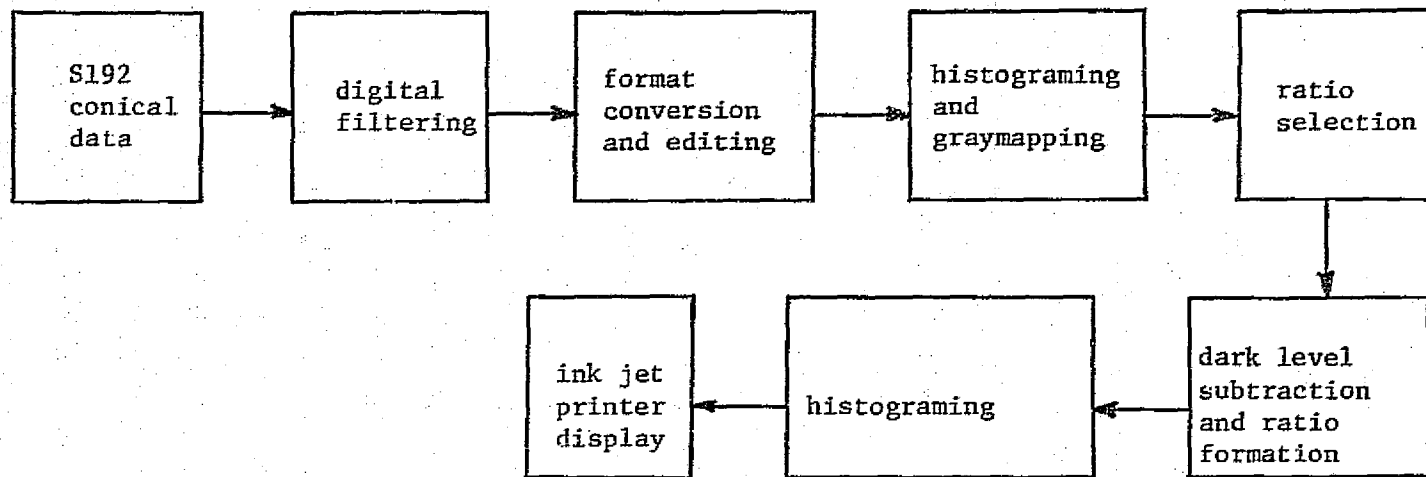 S192
conical
data
digital
filtering
format
conversion
and editing
histograming
and
graymapping
ratio
selection
dark level
subtraction
and ratio
formation
histograming
ink jet
printer
display